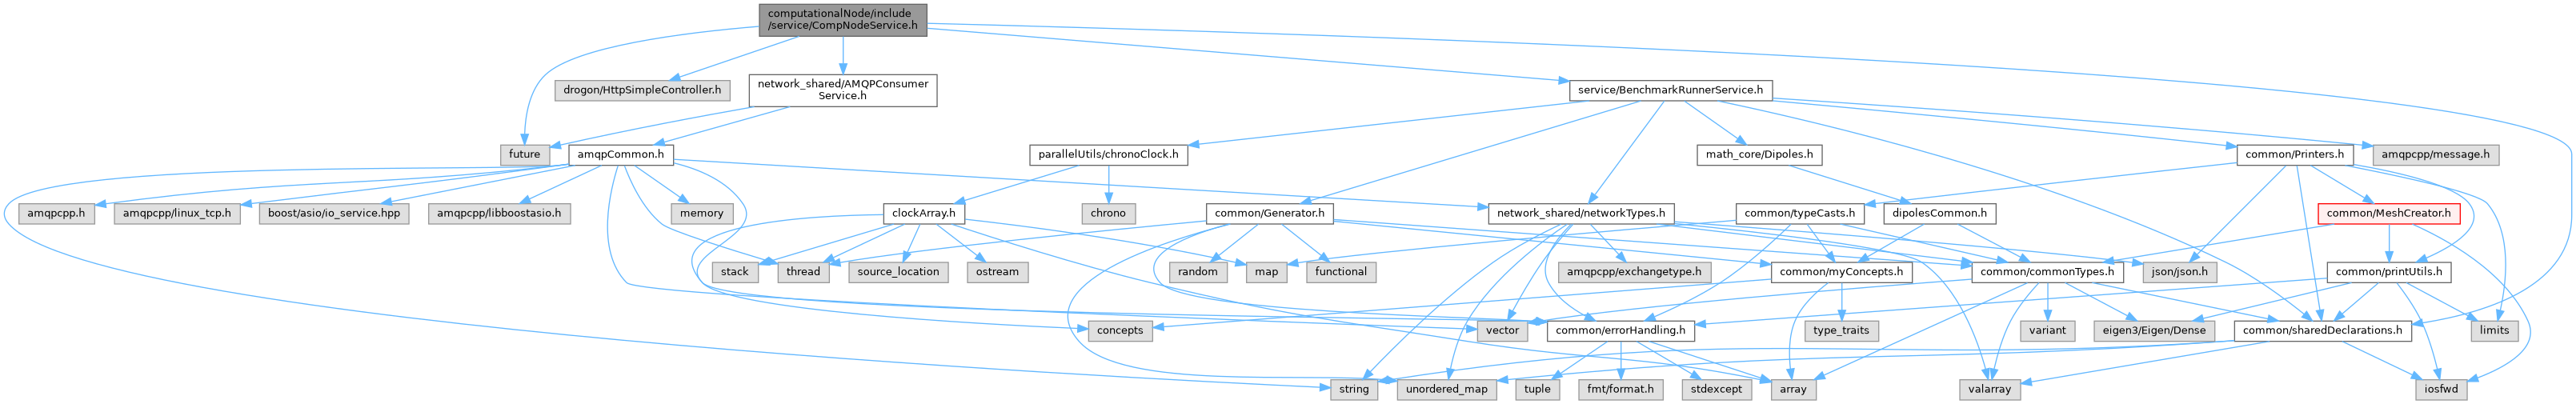 computationalNode/include
/service/CompNodeService.h
drogon/HttpSimpleController.h
network_shared/AMQPConsumer
Service.h
service/BenchmarkRunnerService.h
future
amqpCommon.h
parallelUtils/chronoClock.h
math_core/Dipoles.h
common/Printers.h
amqpcpp/message.h
amqpcpp.h
amqpcpp/linux_tcp.h
boost/asio/io_service.hpp
amqpcpp/libboostasio.h
memory
clockArray.h
chrono
common/Generator.h
network_shared/networkTypes.h
common/typeCasts.h
dipolesCommon.h
common/MeshCreator.h
stack
thread
source_location
ostream
random
map
functional
amqpcpp/exchangetype.h
common/myConcepts.h
common/commonTypes.h
json/json.h
common/printUtils.h
concepts
vector
common/errorHandling.h
type_traits
variant
eigen3/Eigen/Dense
common/sharedDeclarations.h
limits
string
unordered_map
tuple
fmt/format.h
stdexcept
array
valarray
iosfwd